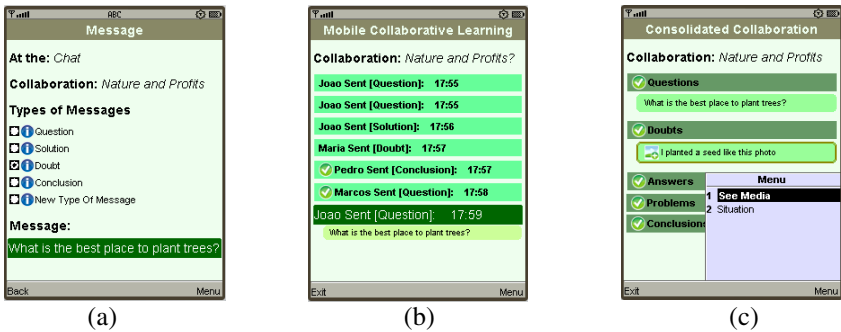 ABC
Message
At the: Chat
Collaboration: Nature and Profits
Types of Messages
Question
Solution
Doubt
Conclusion
New Type Of Message
Message:
What is the best place to plant trees?
Back Menu
(a)
Mobile Collaborative Learning
Collaboration: Nature and Profits?
Joao Sent [Question]: 17:55
Joao Sent [Question]: 17:55
Joao Sent [Solution]: 17:56
Maria Sent [Doubt]: 17:57
Pedro Sent [Conclusion]: 17:57
Marcos Sent [Question]: 17:58
Joao Sent [Question]: 17:59
What is the best place to plant trees?
Exit Menu
(b)
Consolidated Collaboration
Collaboration: Nature and Profits
Questions
What is the best place to plant trees?
Doubts
I planted a seed like this photo
Answers
Problems
Conclusions
Menu
1 See Media
2 Situation
Exit Menu
(c)